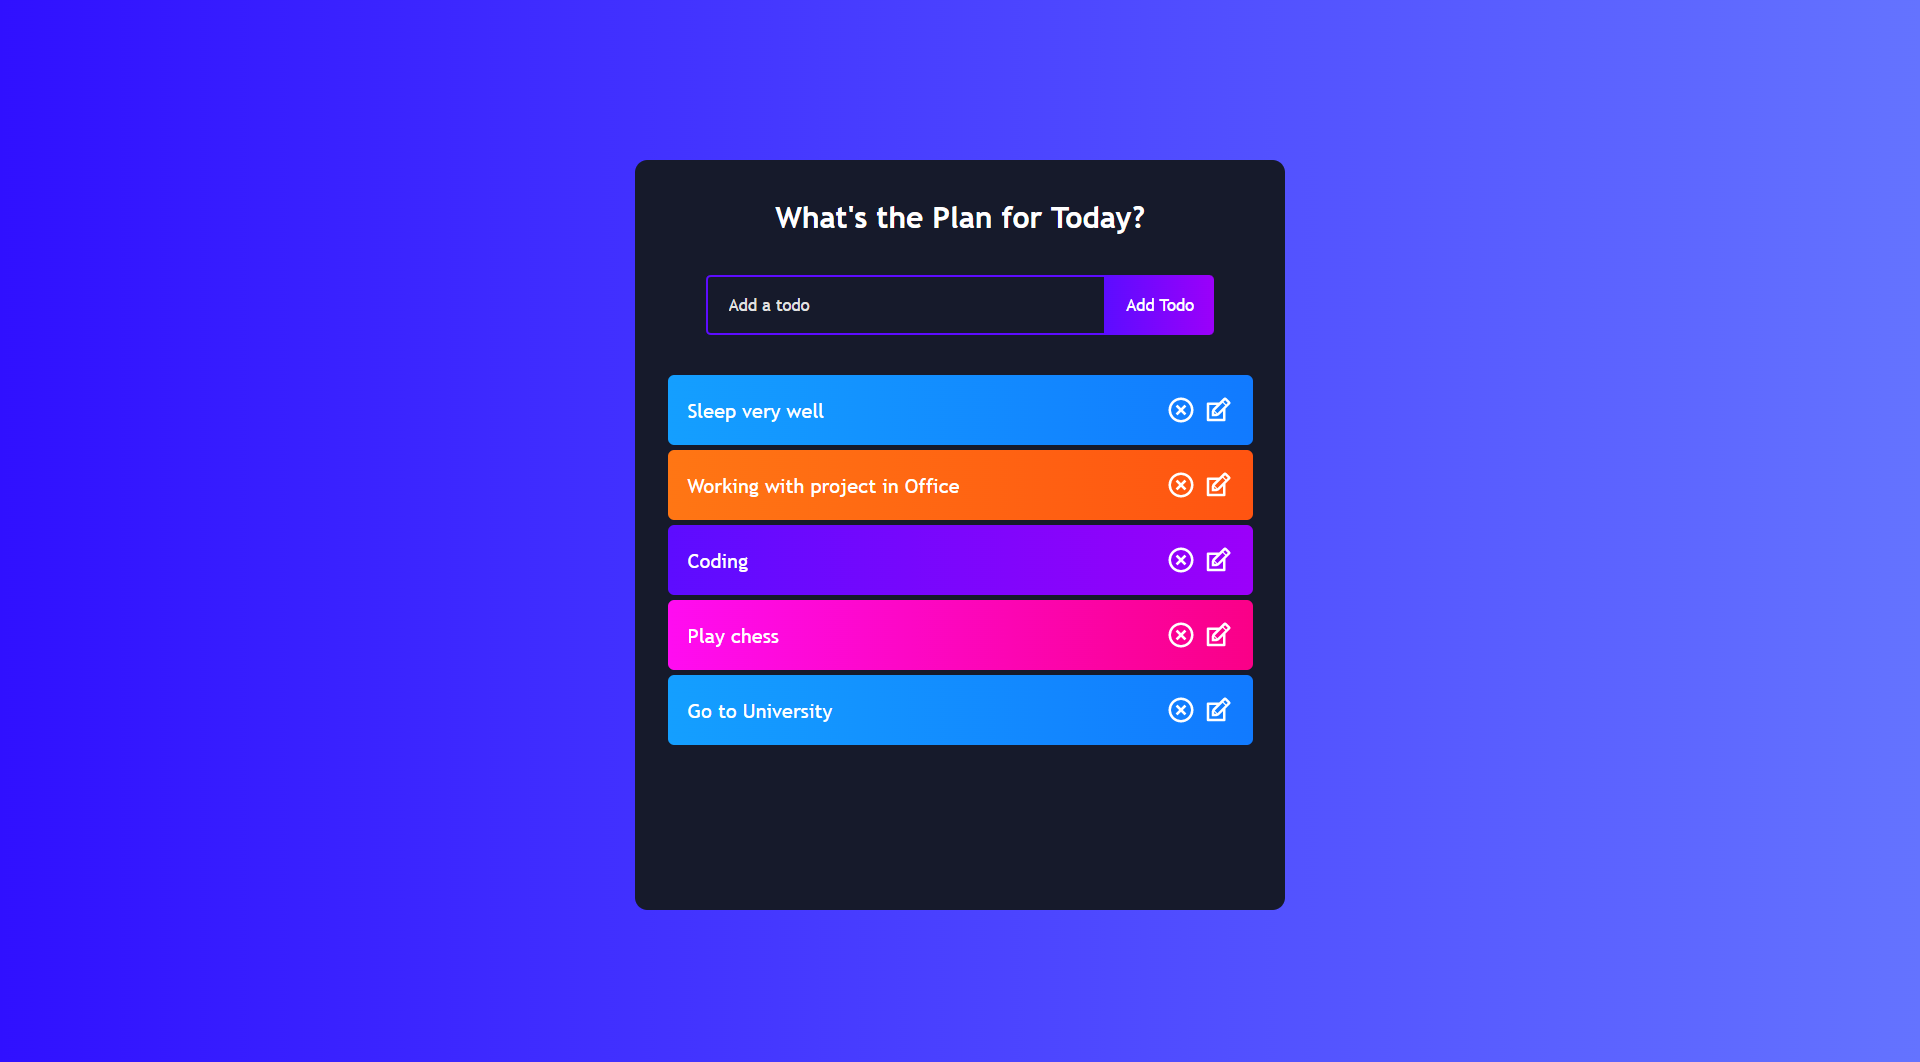 What's the Plan for Today?
Add a todo
Add Todo
Sleep very well
Working with project in Office
Coding
Play chess
Go to University